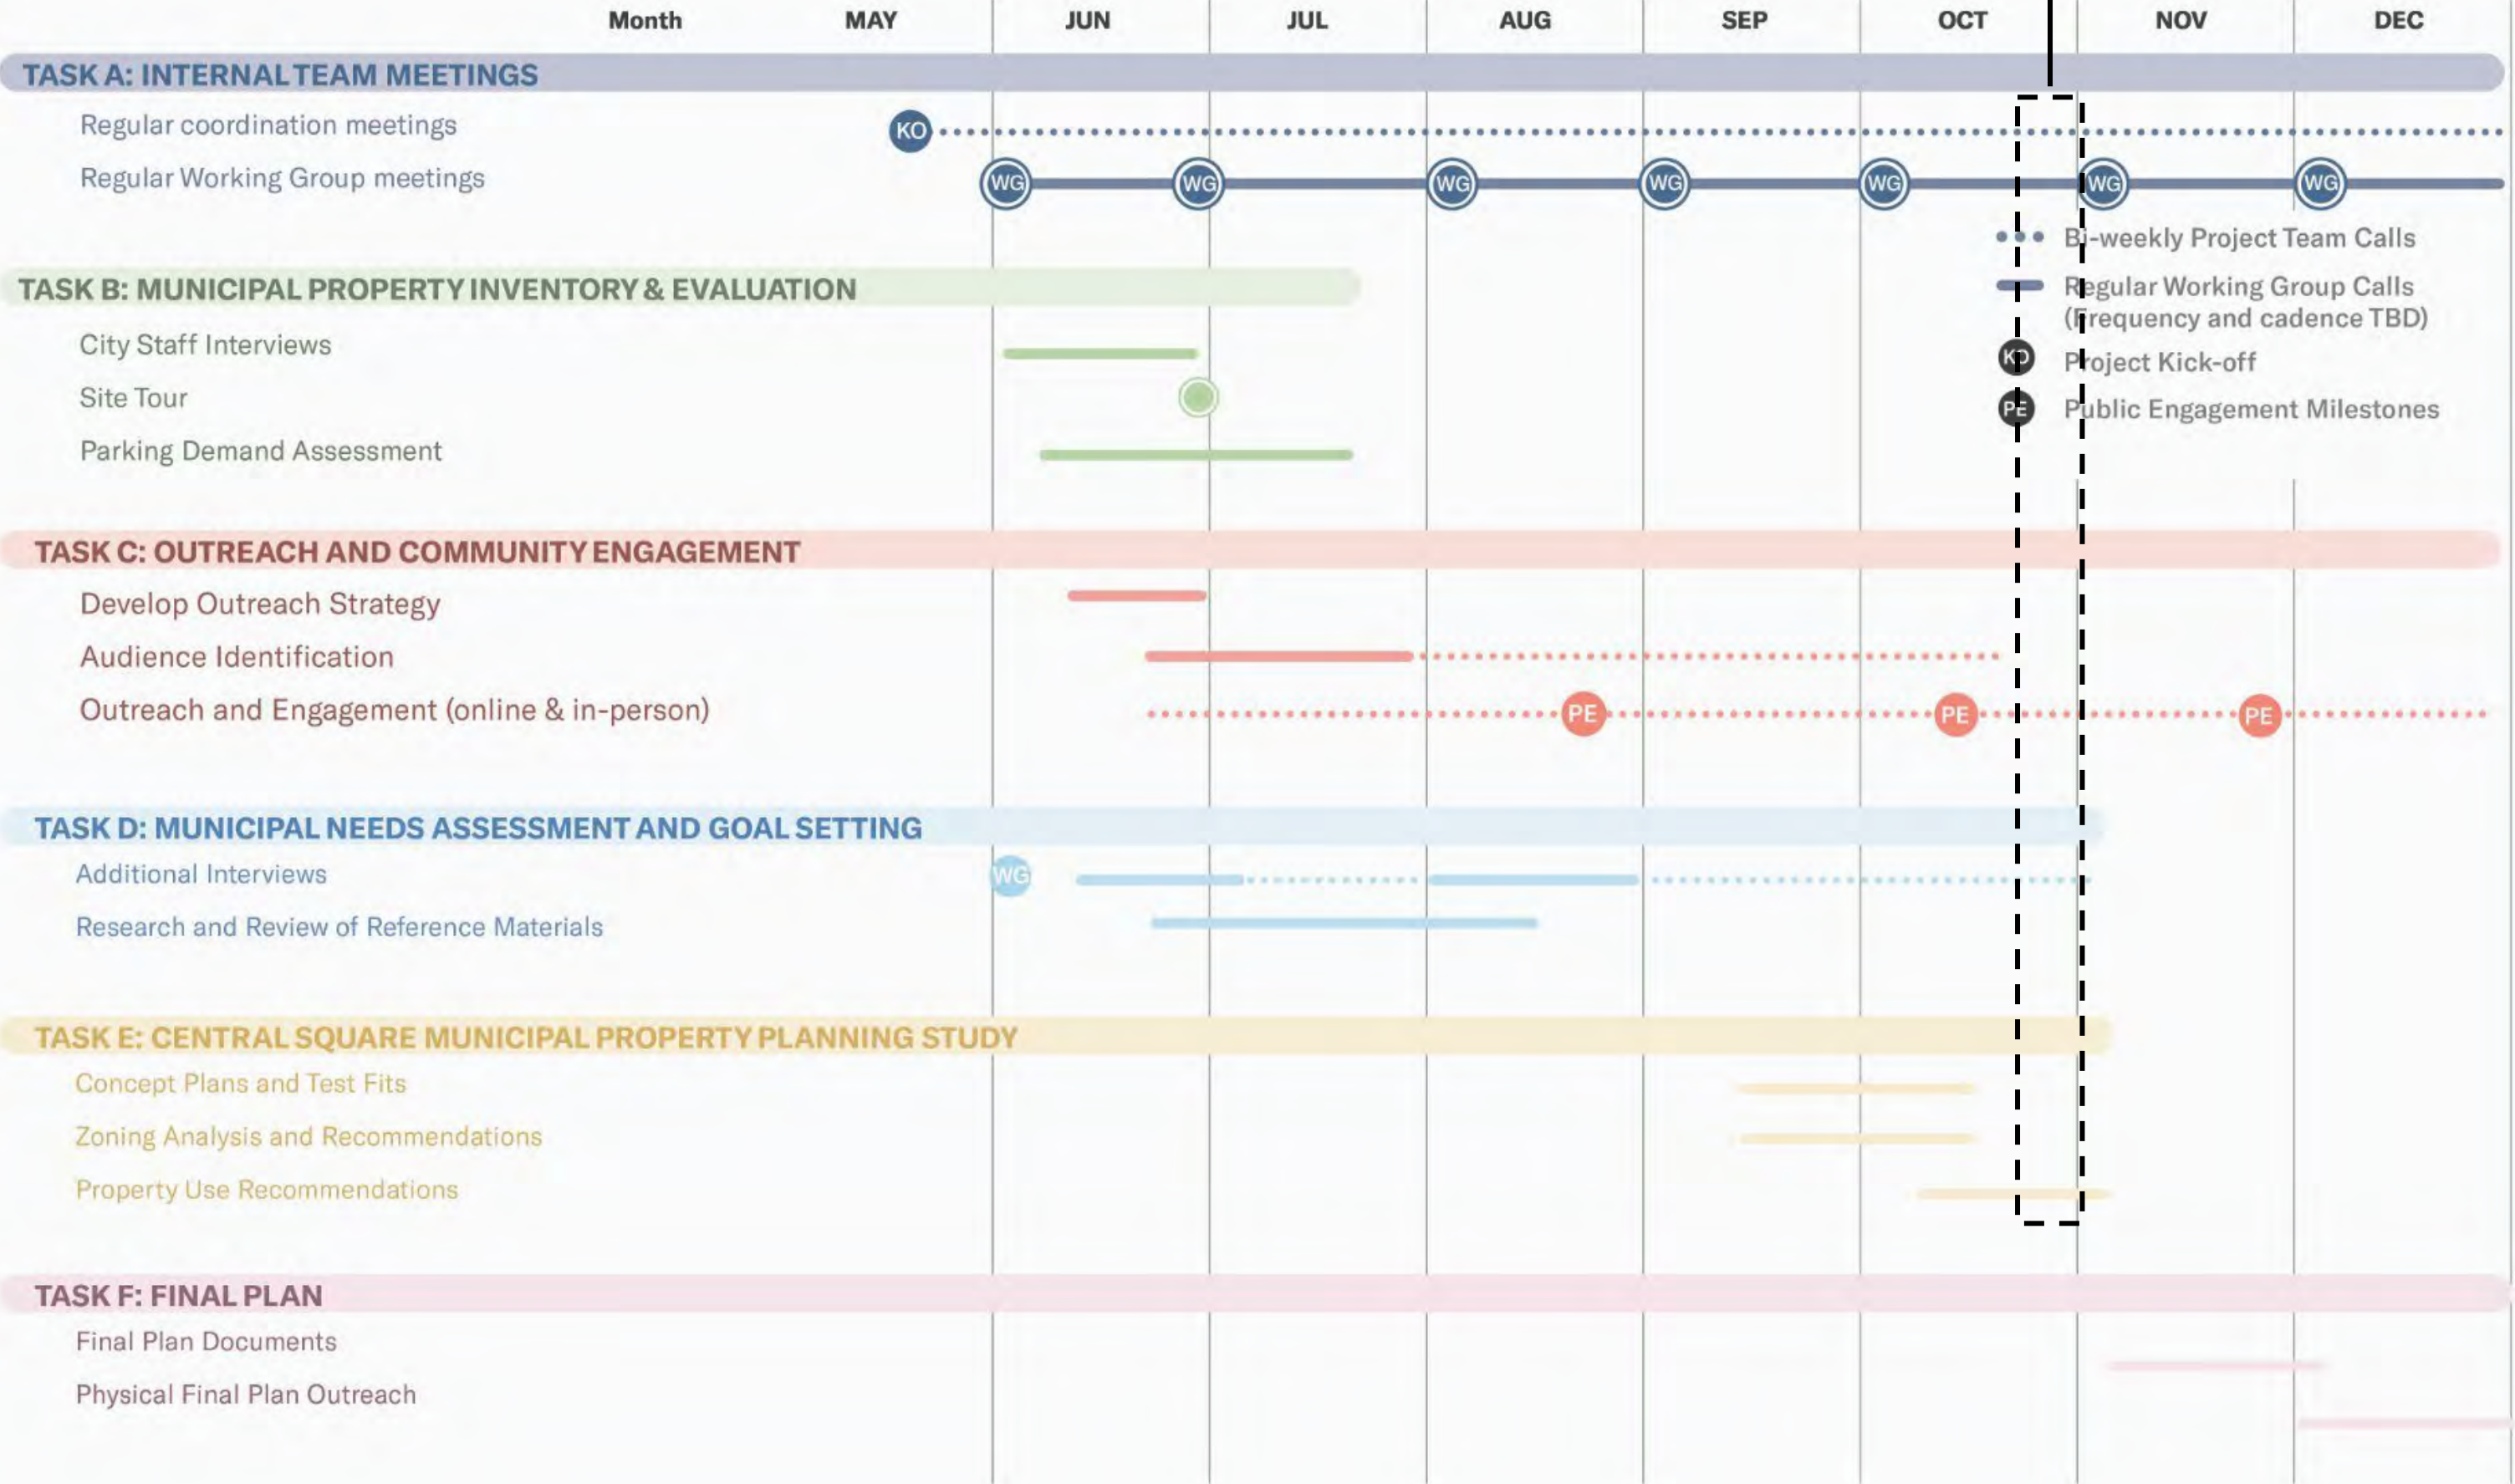 Month MAY JUN JUL AUG SEP OCT NOV DEC
TASK A: INTERNAL TEAM MEETINGS
Regular coordination meetings KO
Regular Working Group meetings WG WG WG WG WG WG WG
Bi-weekly Project Team Calls
TASK B: MUNICIPAL PROPERTY INVENTORY & EVALUATION
Regular Working Group Calls
(Frequency and cadence TBD)
City Staff Interviews
KO Project Kick-off
Site Tour
PE Public Engagement Milestones
Parking Demand Assessment
TASK C: OUTREACH AND COMMUNITY ENGAGEMENT
Develop Outreach Strategy
Audience Identification
Outreach and Engagement (online & in-person) PE PE PE
TASK D: MUNICIPAL NEEDS ASSESSMENT AND GOAL SETTING
Additional Interviews WG
Research and Review of Reference Materials
TASK E: CENTRAL SQUARE MUNICIPAL PROPERTY PLANNING STUDY
Concept Plans and Test Fits
Zoning Analysis and Recommendations
Property Use Recommendations
TASK F: FINAL PLAN
Final Plan Documents
Physical Final Plan Outreach